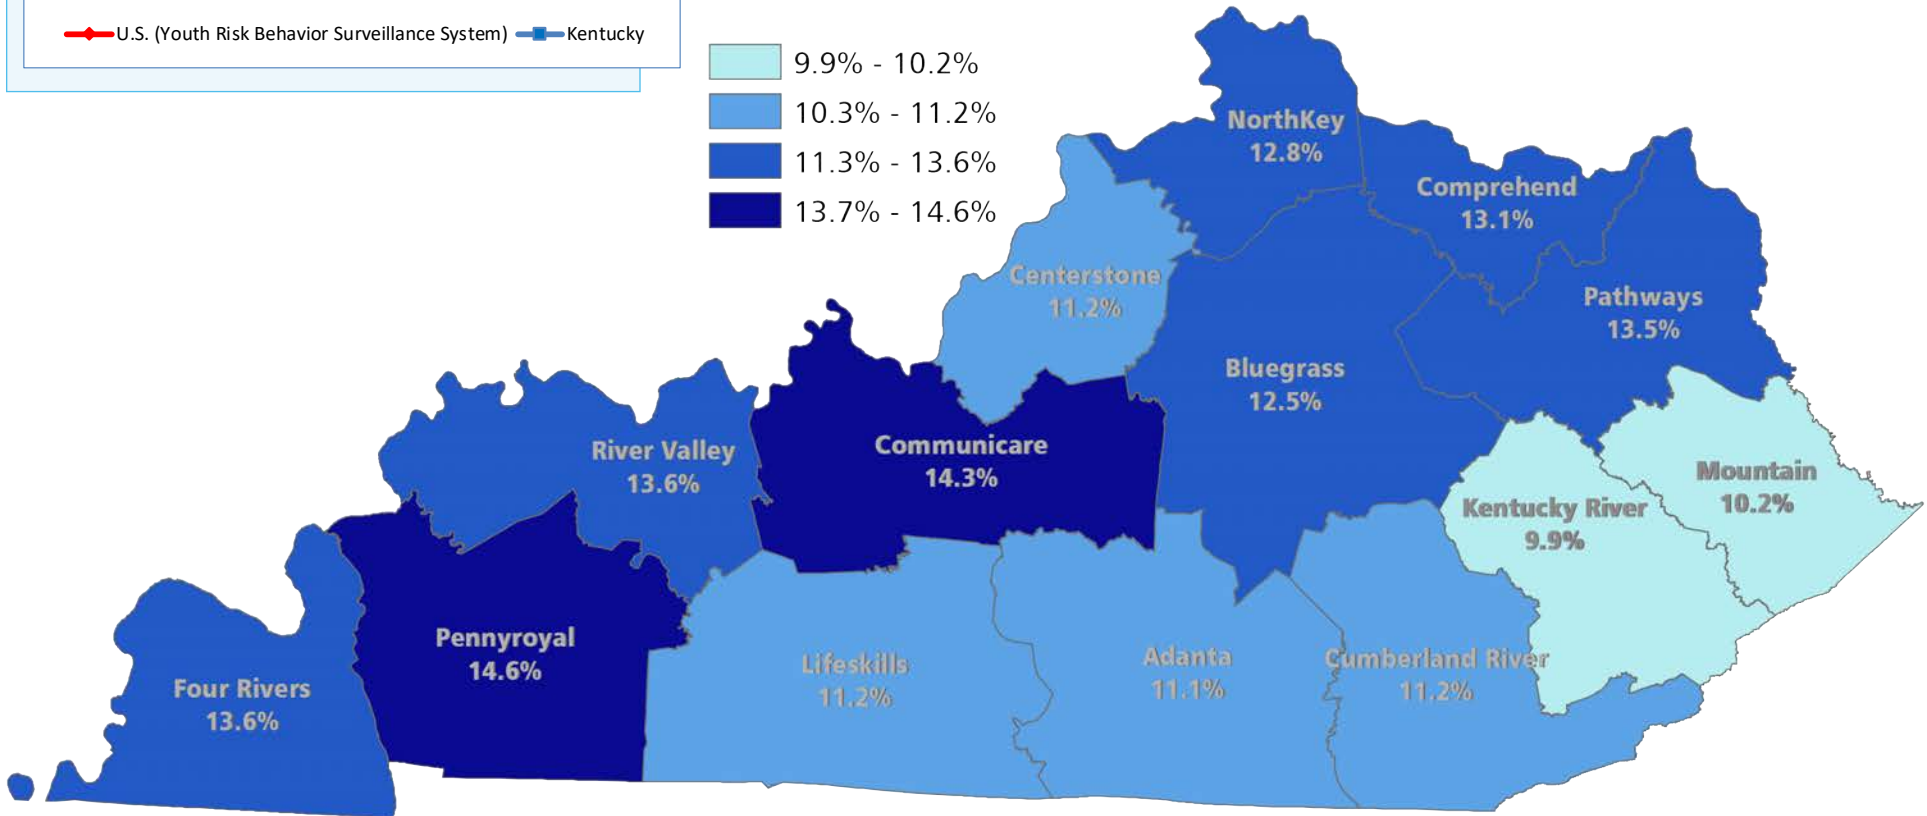 U.S. (Youth Risk Behavior Surveillance System) Kentucky
9.9% - 10.2%
10.3% - 11.2%
11.3% - 13.6%
13.7% - 14.6%
NorthKey
12.8%
Comprehend
13.1%
Centerstone
11.2%
Pathways
13.5%
Bluegrass
12.5%
River Valley
13.6%
Communicare
14.3%
Mountain
10.2%
Kentucky River
9.9%
Pennyroyal
14.6%
Four Rivers
13.6%
Lifeskills
11.2%
Adanta
11.1%
Cumberland River
11.2%